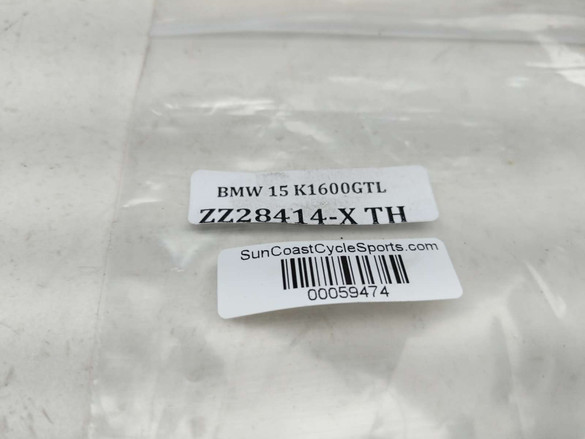 BMW 15 K1600GTL
ZZ28414-X TH
SunCoastCycleSports.com
00059474